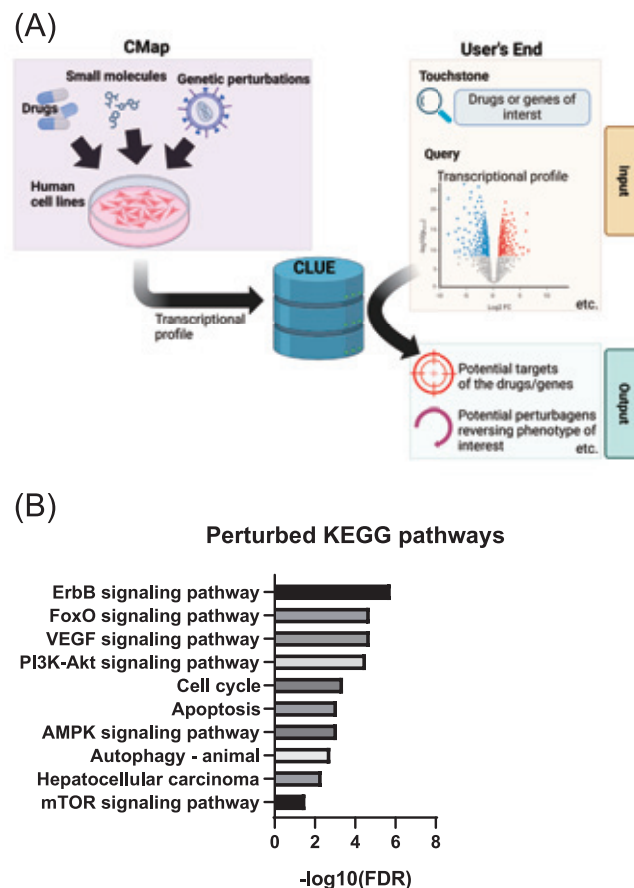 (A)
CMap
Small molecules
Genetic perturbations
Drugs
Human
cell lines
Transcriptional
profile
CLUE
User's End
Touchstone
Drugs or genes of
interst
Query
Transcriptional profile
Log2 FC
etc.
Input
Potential targets
of the drugs/genes
Potential perturbagens
reversing phenotype of
interest
etc.
Output
(B)
Perturbed KEGG pathways
ErbB signaling pathway
FoxO signaling pathway
VEGF signaling pathway
PI3K-Akt signaling pathway
Cell cycle
Apoptosis
AMPK signaling pathway
Autophagy - animal
Hepatocellular carcinoma
mTOR signaling pathway
0 2 4 6 8
-log10(FDR)